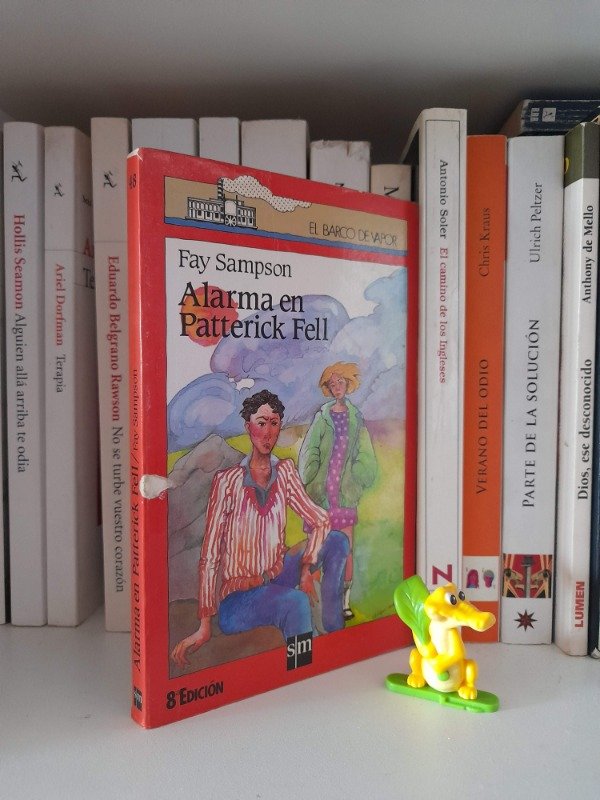 EL BARCO DE VAPOR
Fay Sampson
Alarma en
Patterick Fell
sm
8ª EDICIÓN
Alarma en Patterick Fell / Fay Sampson
Hollis Seamon Alguien allá arriba te odia
Ariel Dorfman Terapia
Eduardo Belgrano Rawson No se turbe vuestro corazón
Antonio Soler El camino de los Ingleses
Chris Kraus
VERANO DEL ODIO
Ulrich Peltzer
PARTE DE LA SOLUCIÓN
Anthony de Mello
Dios, ese desconocido
LUMEN